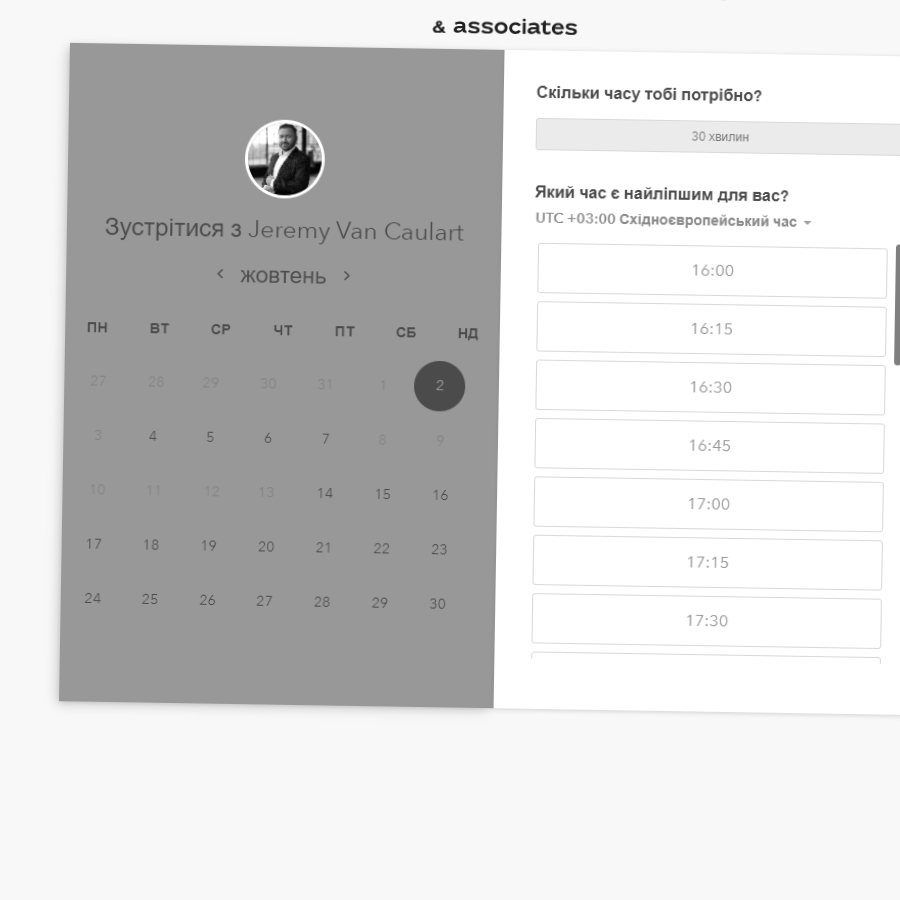 & associates
Зустрітися з Jeremy Van Caulart
жовтень
ПН ВТ СР ЧТ ПТ СБ НД
27 28 29 30 31 1 2
3 4 5 6 7 8 9
10 11 12 13 14 15 16
17 18 19 20 21 22 23
24 25 26 27 28 29 30
Скільки часу тобі потрібно?
30 хвилин
Який час є найліпшим для вас?
UTC +03:00 Східноєвропейський час
16:00
16:15
16:30
16:45
17:00
17:15
17:30